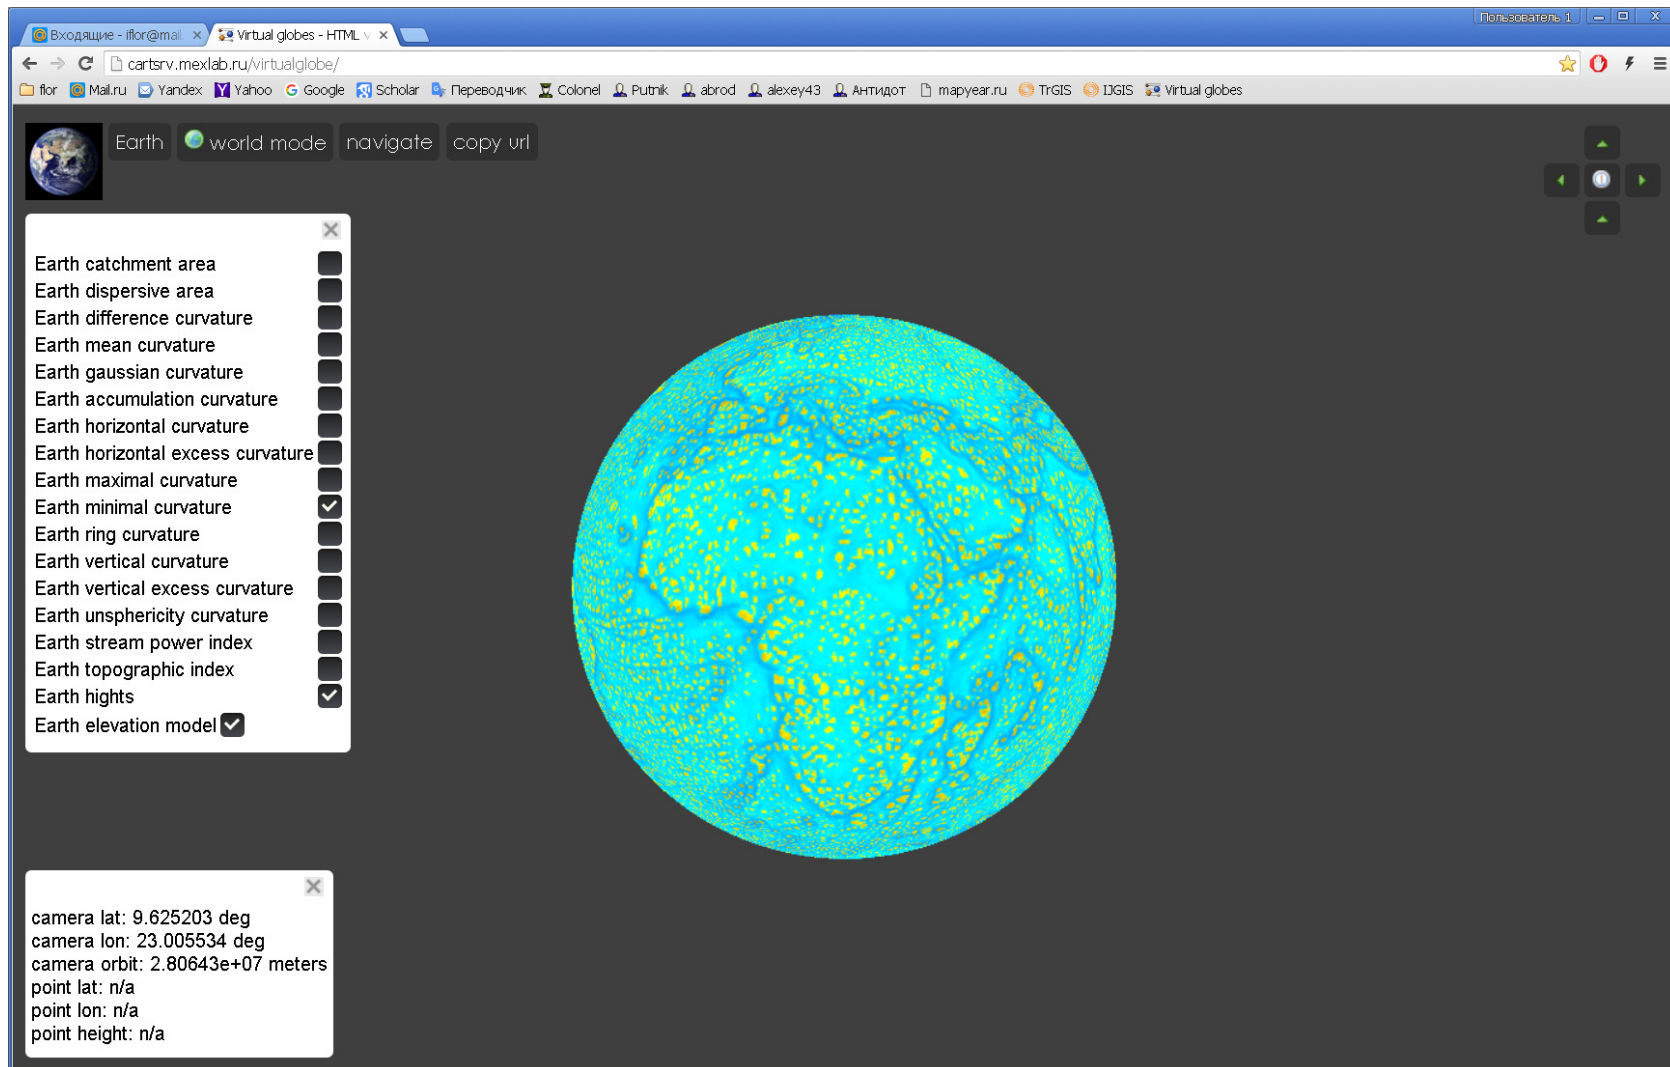 Пользователь 1
Входящие - iflor@mail
Virtual globes - HTML v
cartsrv.mexlab.ru/virtualglobe/
flor Mail.ru Yandex Yahoo Google Scholar Переводчик Colonel Putnik abrod alexey43 Антидот mapyear.ru TrGIS IJGIS Virtual globes
Earth world mode navigate copy url
Earth catchment area
Earth dispersive area
Earth difference curvature
Earth mean curvature
Earth gaussian curvature
Earth accumulation curvature
Earth horizontal curvature
Earth horizontal excess curvature
Earth maximal curvature
Earth minimal curvature
Earth ring curvature
Earth vertical curvature
Earth vertical excess curvature
Earth unsphericity curvature
Earth stream power index
Earth topographic index
Earth hights
Earth elevation model
camera lat: 9.625203 deg
camera lon: 23.005534 deg
camera orbit: 2.80643e+07 meters
point lat: n/a
point lon: n/a
point height: n/a